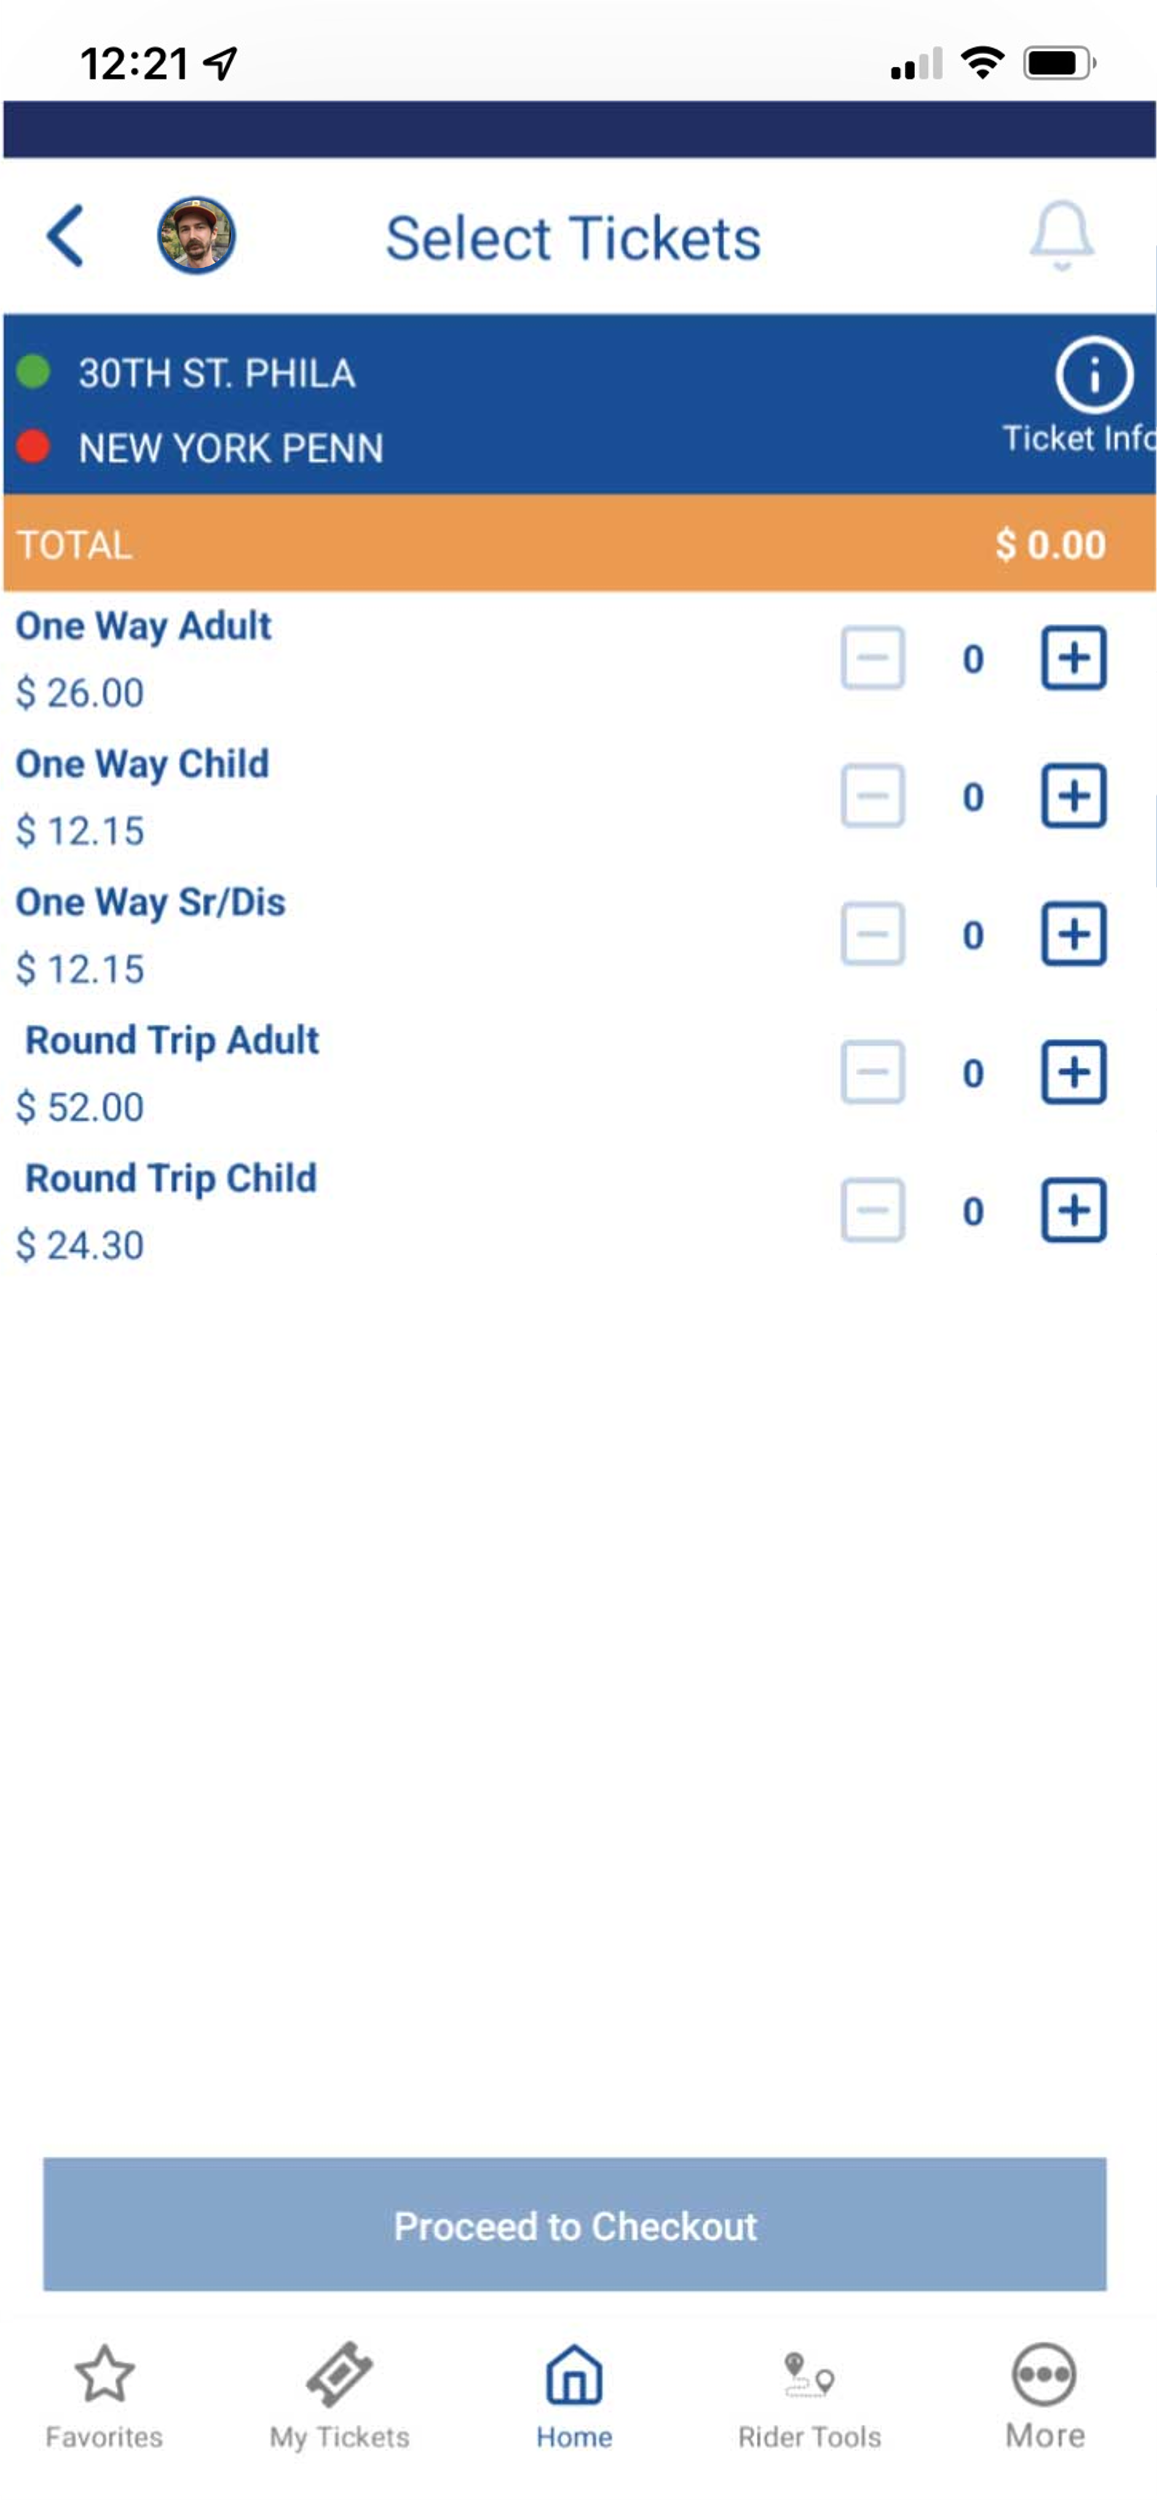 12:21
Select Tickets
30TH ST. PHILA
NEW YORK PENN
Ticket Info
TOTAL
$ 0.00
One Way Adult
0
$ 26.00
One Way Child
0
$ 12.15
One Way Sr/Dis
0
$ 12.15
Round Trip Adult
0
$ 52.00
Round Trip Child
0
$ 24.30
Proceed to Checkout
Favorites
My Tickets
Home
Rider Tools
More